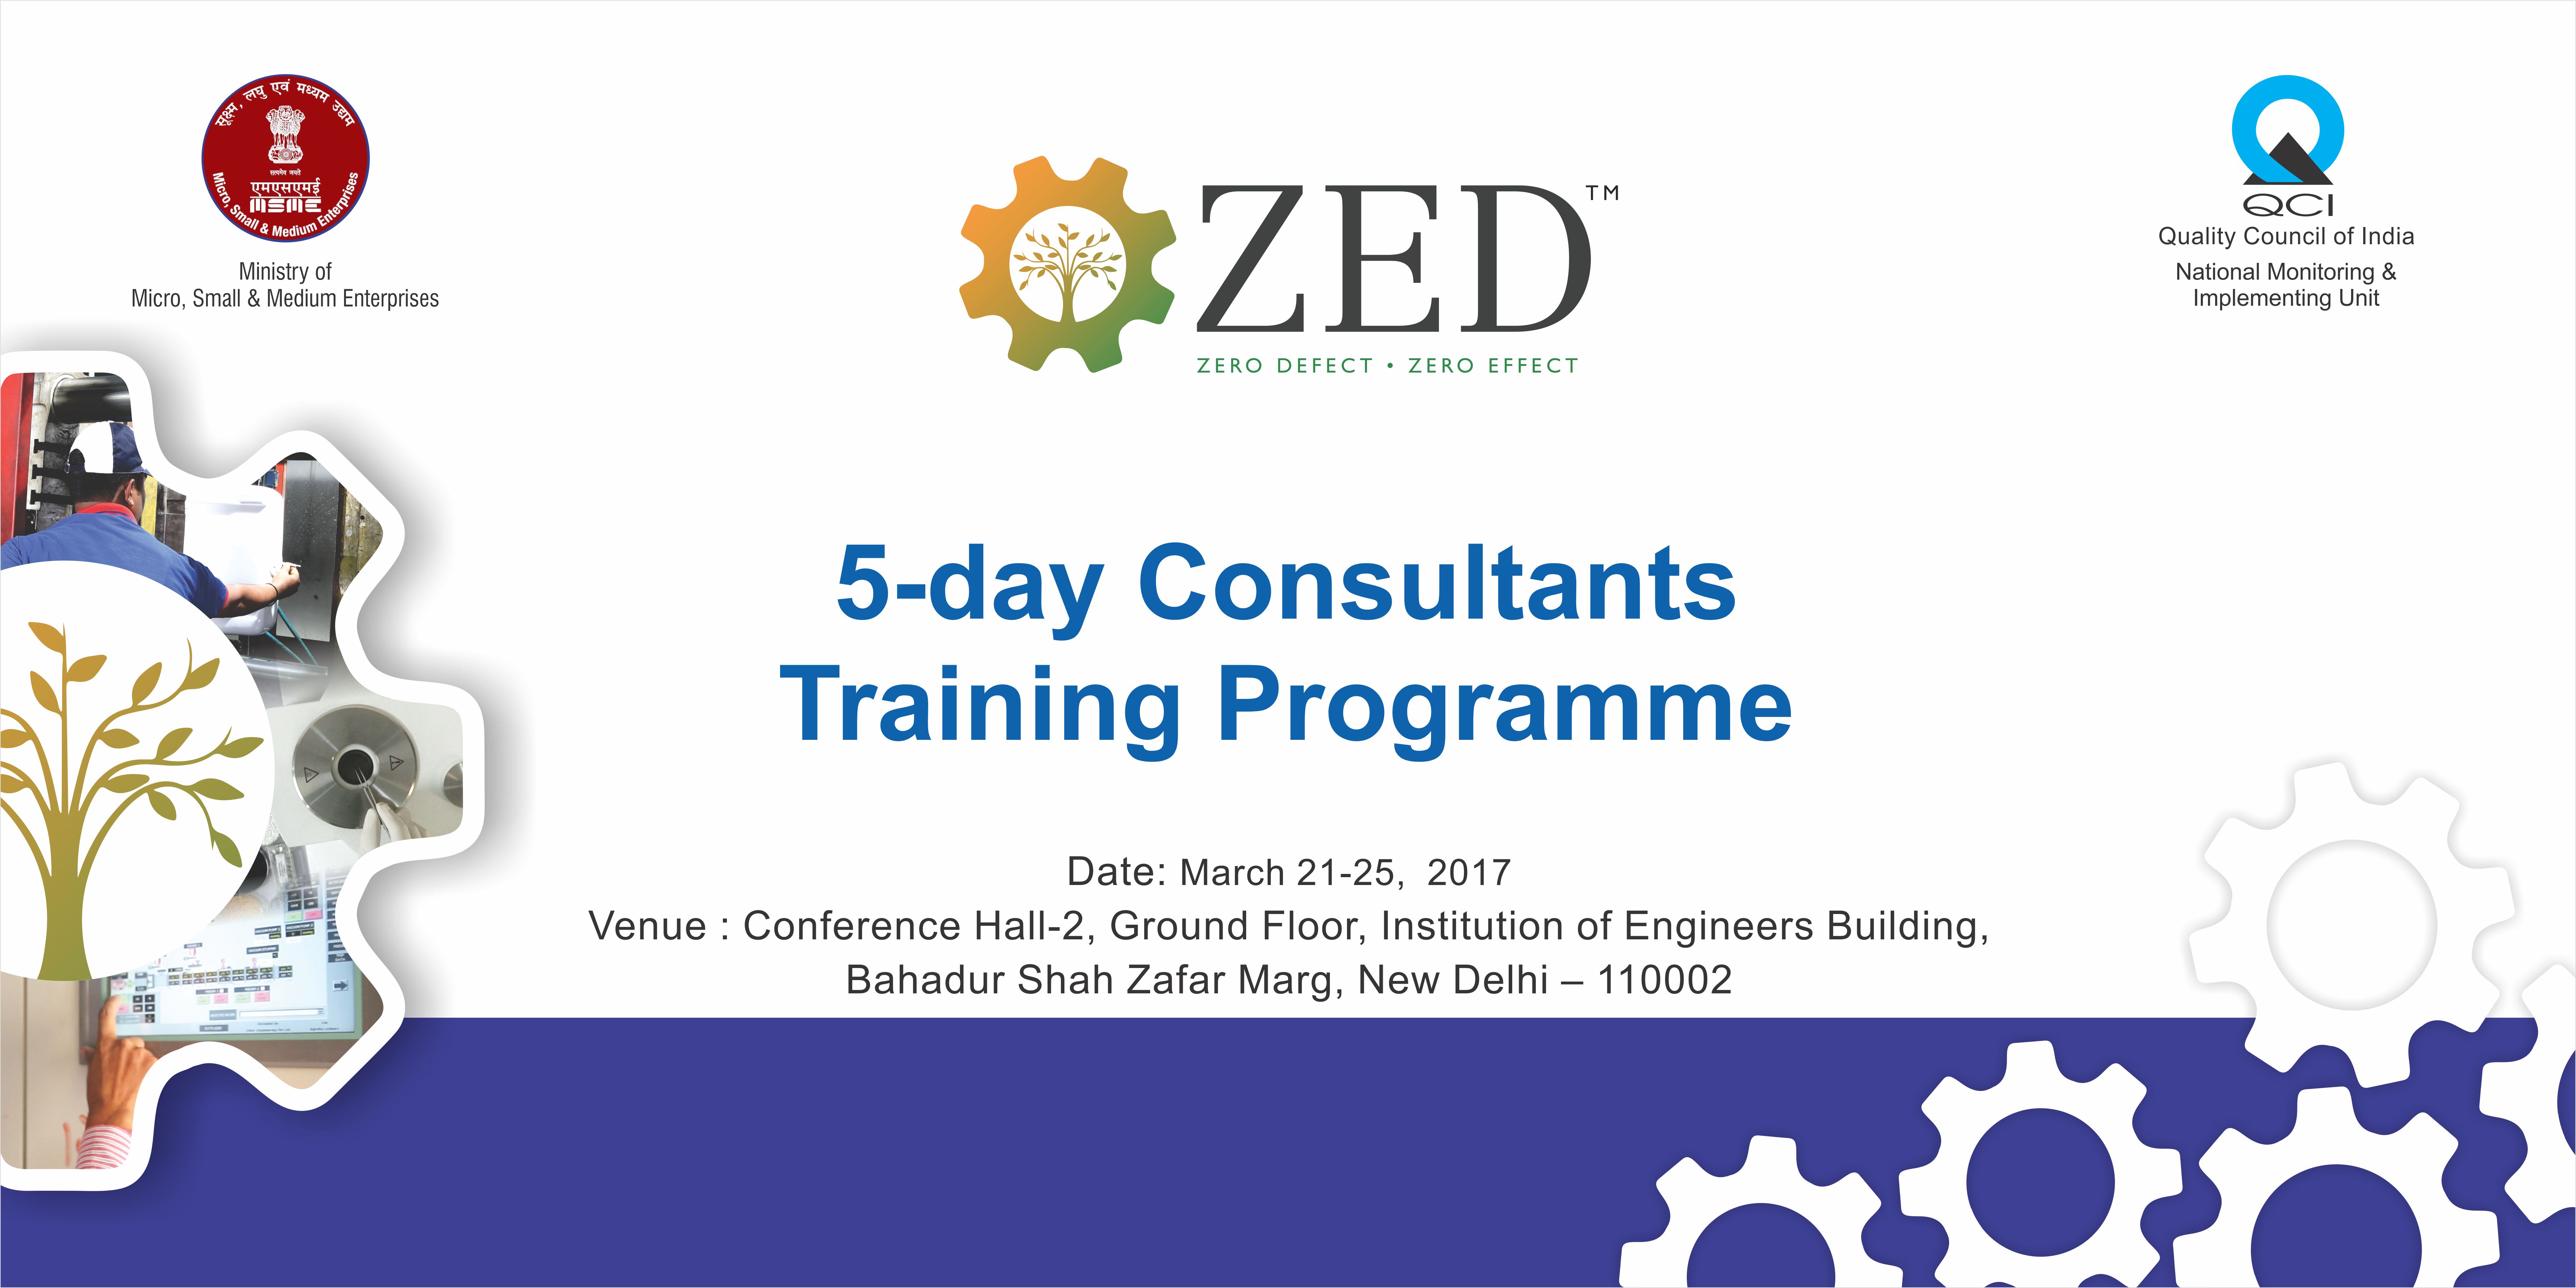 सूक्ष्म, लघु एवं मध्यम उद्यम
सत्यमेव जयते
एमएसएमई
MSME
Micro, Small & Medium Enterprises
Ministry of
Micro, Small & Medium Enterprises
ZED™
ZERO DEFECT • ZERO EFFECT
QCI
Quality Council of India
National Monitoring &
Implementing Unit
5-day Consultants
Training Programme
Date: March 21-25, 2017
Venue : Conference Hall-2, Ground Floor, Institution of Engineers Building,
Bahadur Shah Zafar Marg, New Delhi – 110002